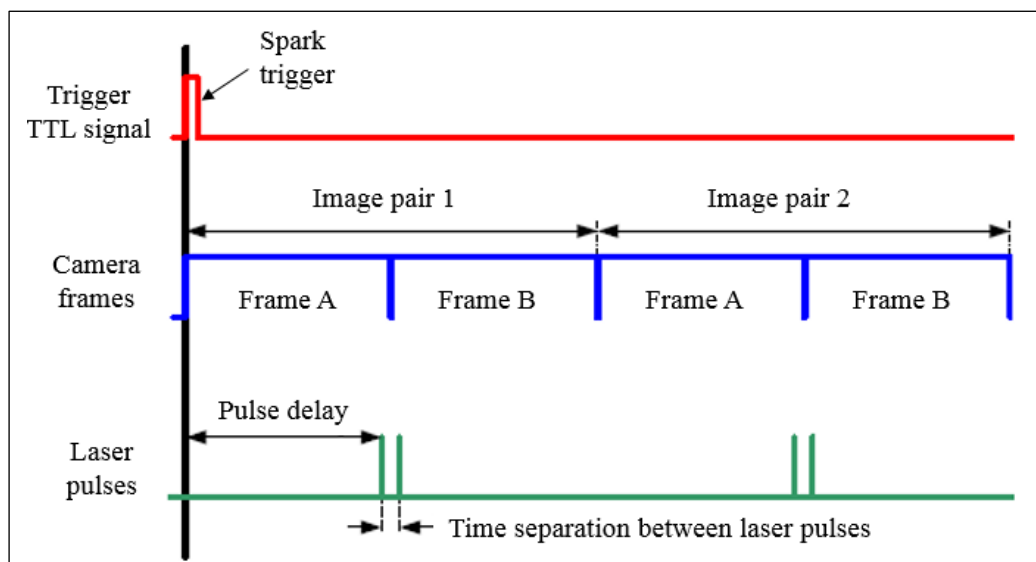 Spark
trigger
Trigger
TTL signal
Image pair 1
Image pair 2
Camera
frames
Frame A
Frame B
Frame A
Frame B
Pulse delay
Laser
pulses
Time separation between laser pulses